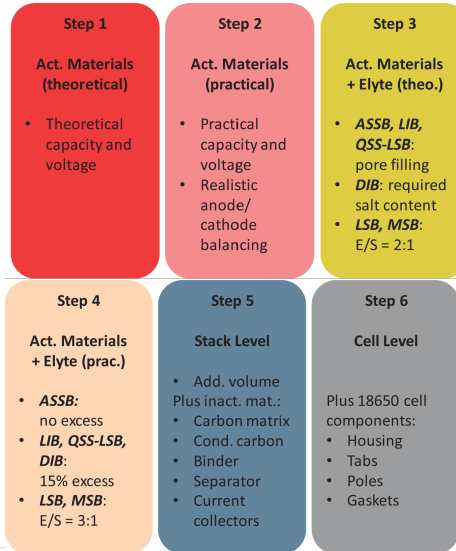 Step 1
Act. Materials
(theoretical)
• Theoretical
capacity and
voltage
Step 2
Act. Materials
(practical)
• Practical
capacity and
voltage
• Realistic
anode/
cathode
balancing
Step 3
Act. Materials
+ Elyte (theo.)
• ASSB, LIB,
QSS-LSB:
pore filling
• DIB: required
salt content
• LSB, MSB:
E/S = 2:1
Step 4
Act. Materials
+ Elyte (prac.)
• ASSB:
no excess
• LIB, QSS-LSB,
DIB:
15% excess
• LSB, MSB:
E/S = 3:1
Step 5
Stack Level
• Add. volume
Plus inact. mat.:
• Carbon matrix
• Cond. carbon
• Binder
• Separator
• Current
collectors
Step 6
Cell Level
Plus 18650 cell
components:
• Housing
• Tabs
• Poles
• Gaskets